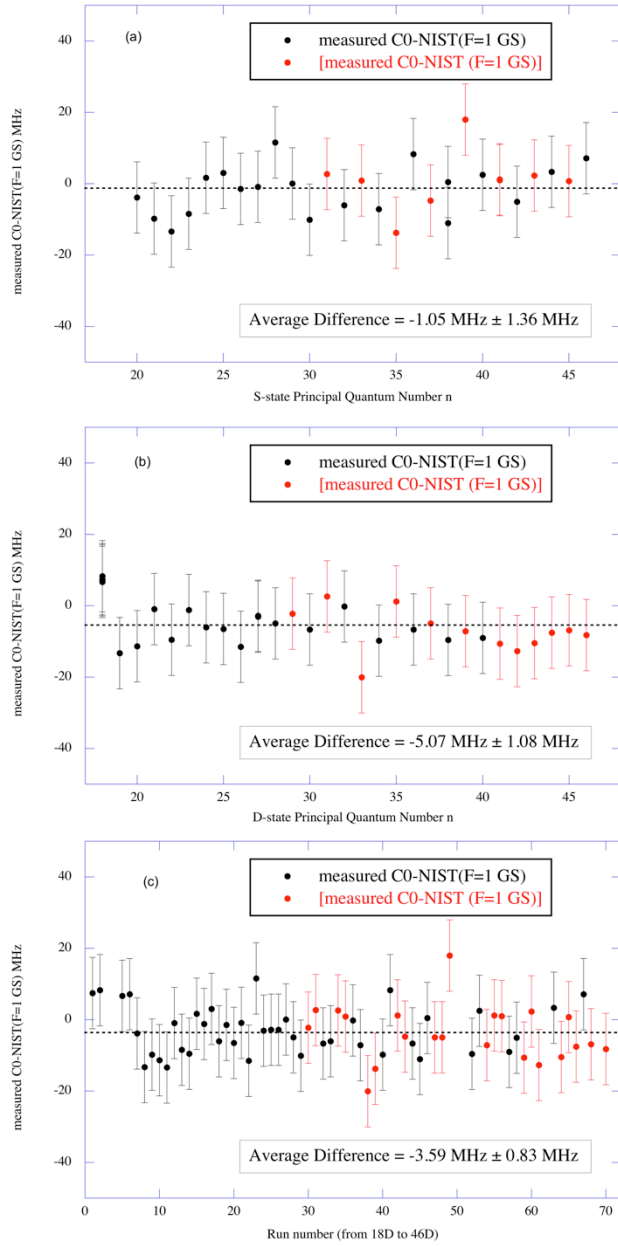 40
(a)
measured C0-NIST(F=1 GS)
[measured C0-NIST (F=1 GS)]
20
0
-20
-40
measured C0-NIST(F=1 GS) MHz
Average Difference = -1.05 MHz ± 1.36 MHz
20 25 30 35 40 45
S-state Principal Quantum Number n
40
(b)
measured C0-NIST(F=1 GS)
[measured C0-NIST (F=1 GS)]
20
0
-20
-40
measured C0-NIST(F=1 GS) MHz
Average Difference = -5.07 MHz ± 1.08 MHz
20 25 30 35 40 45
D-state Principal Quantum Number n
40
(c)
measured C0-NIST(F=1 GS)
[measured C0-NIST (F=1 GS)]
20
0
-20
-40
measured C0-NIST(F=1 GS) MHz
Average Difference = -3.59 MHz ± 0.83 MHz
0 10 20 30 40 50 60 70
Run number (from 18D to 46D)